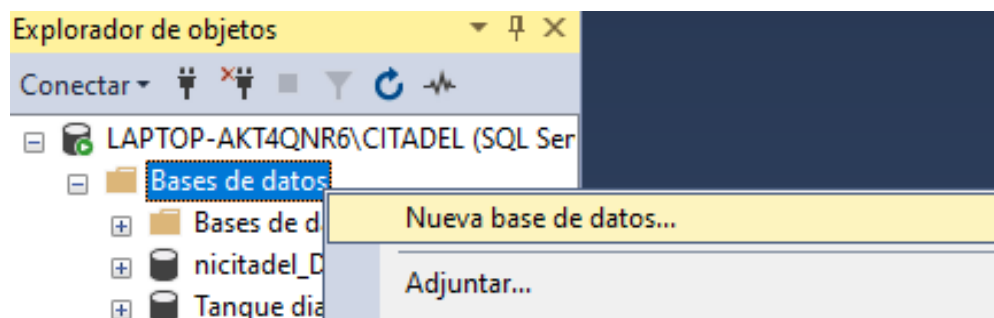 Explorador de objetos
Conectar
LAPTOP-AKT4QNR6\CITADEL (SQL Ser
Bases de datos
Bases de d
Nueva base de datos...
nicitadel_D
Adjuntar...
Tanque dia